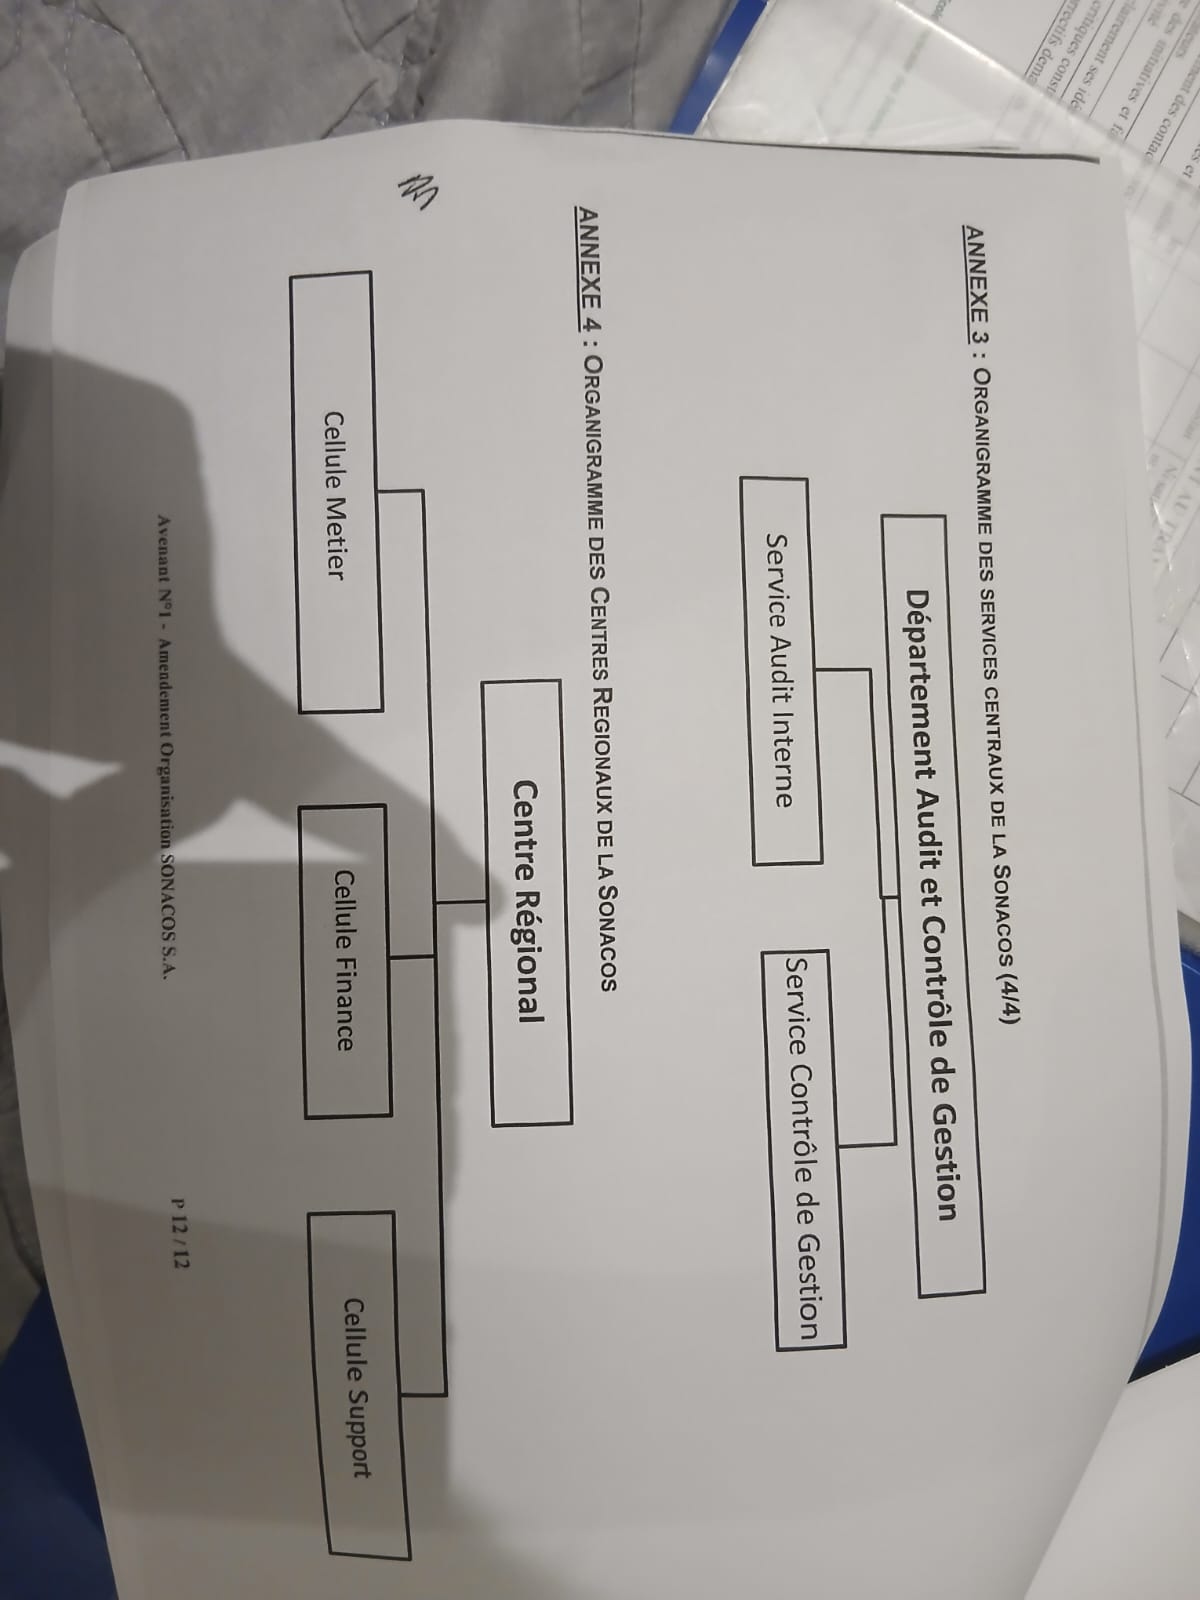 ANNEXE 3 : ORGANIGRAMME DES SERVICES CENTRAUX DE LA SONACOS (4/4)
Département Audit et Contrôle de Gestion
Service Audit Interne
Service Contrôle de Gestion
ANNEXE 4 : ORGANIGRAMME DES CENTRES REGIONAUX DE LA SONACOS
Centre Régional
Cellule Metier
Cellule Finance
Cellule Support
Avenant N°1 - Amendement Organisation SONACOS S.A.
P 12 / 12